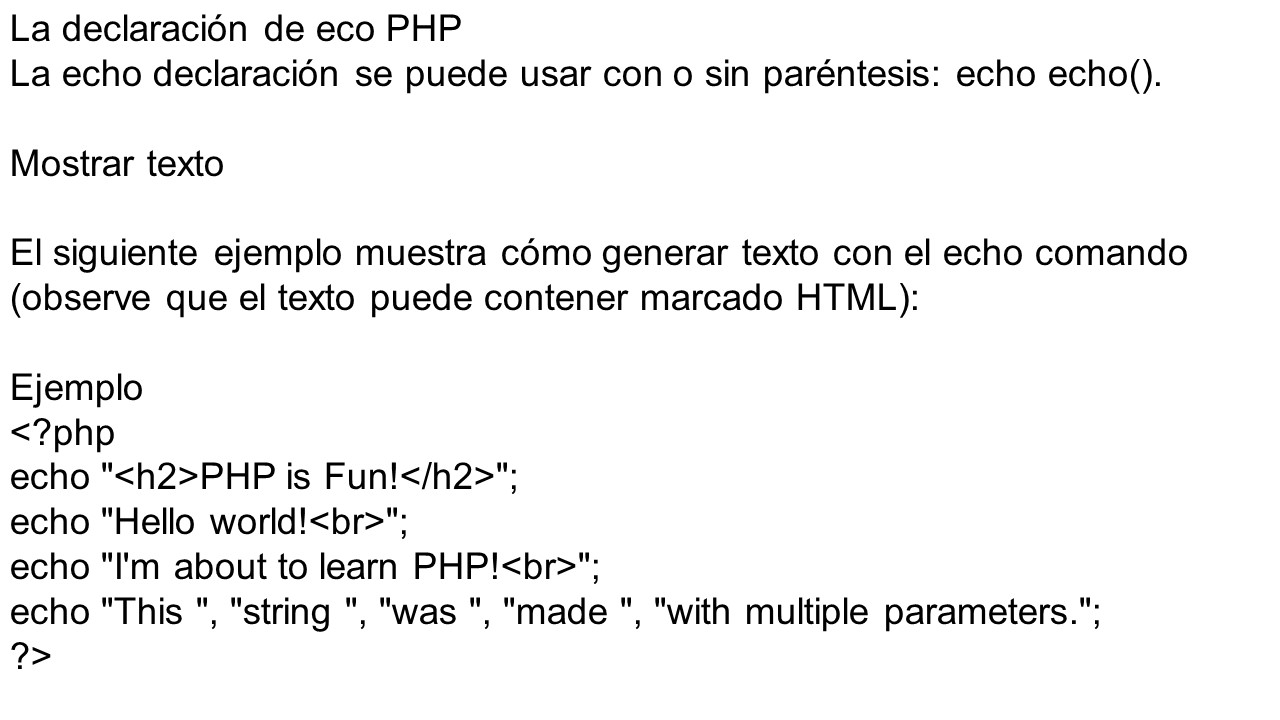 La declaración de eco PHP
La echo declaración se puede usar con o sin paréntesis: echo echo().
Mostrar texto
El siguiente ejemplo muestra cómo generar texto con el echo comando
(observe que el texto puede contener marcado HTML):
Ejemplo
<?php
echo "<h2>PHP is Fun!</h2>";
echo "Hello world!<br>";
echo "I'm about to learn PHP!<br>";
echo "This ", "string ", "was ", "made ", "with multiple parameters.";
?>